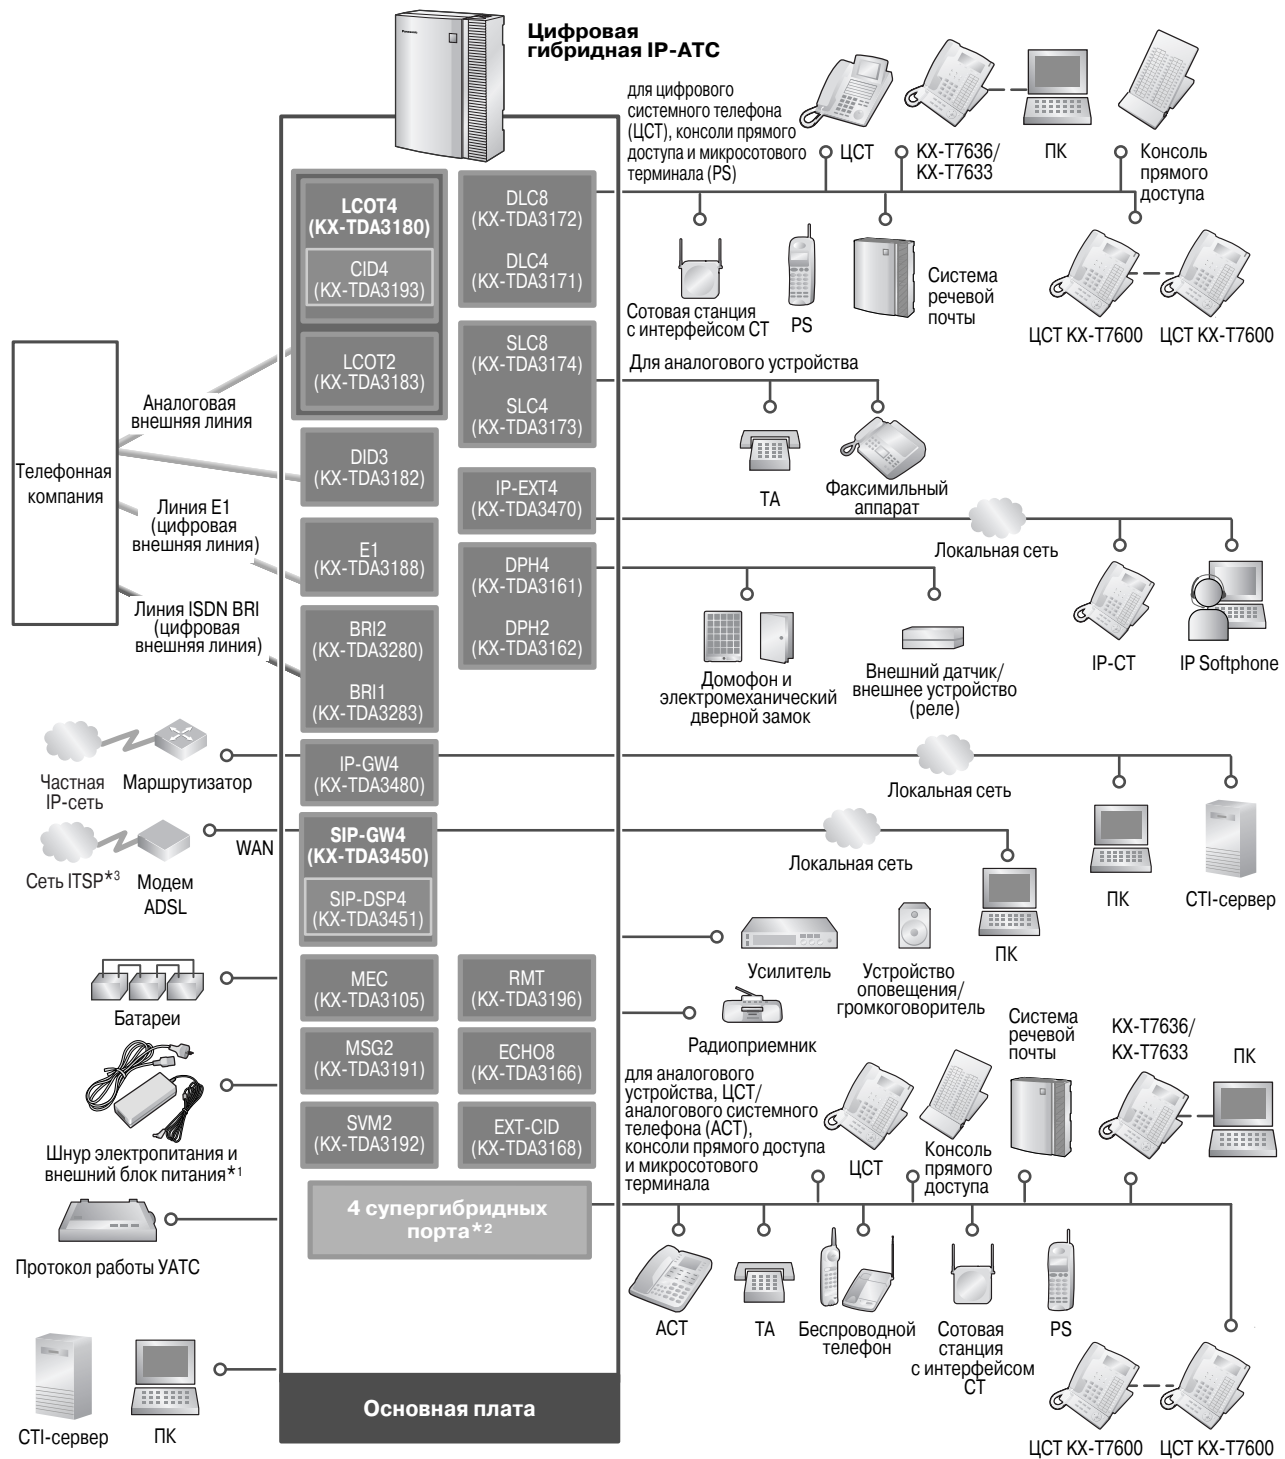 Цифровая
гибридная IP-АТС
для цифрового
системного телефона
(ЦСТ), консоли прямого
доступа и микросотового
терминала (PS)
ЦСТ
KX-T7636/
KX-T7633
ПК
Консоль
прямого
доступа
LCOT4
(KX-TDA3180)
CID4
(KX-TDA3193)
LCOT2
(KX-TDA3183)
DLC8
(KX-TDA3172)
DLC4
(KX-TDA3171)
Сотовая станция
с интерфейсом СТ
PS
Система
речевой
почты
ЦСТ KX-T7600
ЦСТ KX-T7600
SLC8
(KX-TDA3174)
SLC4
(KX-TDA3173)
Для аналогового устройства
ТА
Факсимильный
аппарат
Телефонная
компания
Аналоговая
внешняя линия
Линия E1
(цифровая
внешняя линия)
Линия ISDN BRI
(цифровая
внешняя линия)
DID3
(KX-TDA3182)
E1
(KX-TDA3188)
BRI2
(KX-TDA3280)
BRI1
(KX-TDA3283)
IP-EXT4
(KX-TDA3470)
Локальная сеть
IP-СТ
IP Softphone
DPH4
(KX-TDA3161)
DPH2
(KX-TDA3162)
Домофон и
электромеханический
дверной замок
Внешний датчик/
внешнее устройство
(реле)
Частная
IP-сеть
Маршрутизатор
IP-GW4
(KX-TDA3480)
Локальная сеть
ПК
CTI-сервер
Сеть ITSP*3
Модем
ADSL
WAN
SIP-GW4
(KX-TDA3450)
SIP-DSP4
(KX-TDA3451)
Локальная сеть
ПК
Усилитель
Устройство
оповещения/
громкоговоритель
Батареи
MEC
(KX-TDA3105)
RMT
(KX-TDA3196)
Радиоприемник
MSG2
(KX-TDA3191)
ECHO8
(KX-TDA3166)
SVM2
(KX-TDA3192)
EXT-CID
(KX-TDA3168)
Шнур электропитания и
внешний блок питания*1
для аналогового
устройства, ЦСТ/
аналогового системного
телефона (АСТ),
консоли прямого доступа
и микросотового
терминала
ЦСТ
Консоль
прямого
доступа
Система
речевой
почты
KX-T7636/
KX-T7633
ПК
4 супергибридных
порта*2
Протокол работы УАТС
АСТ
ТА
Беспроводной
телефон
Сотовая
станция
с интерфейсом
СТ
PS
ЦСТ KX-T7600
ЦСТ KX-T7600
CTI-сервер
ПК
Основная плата